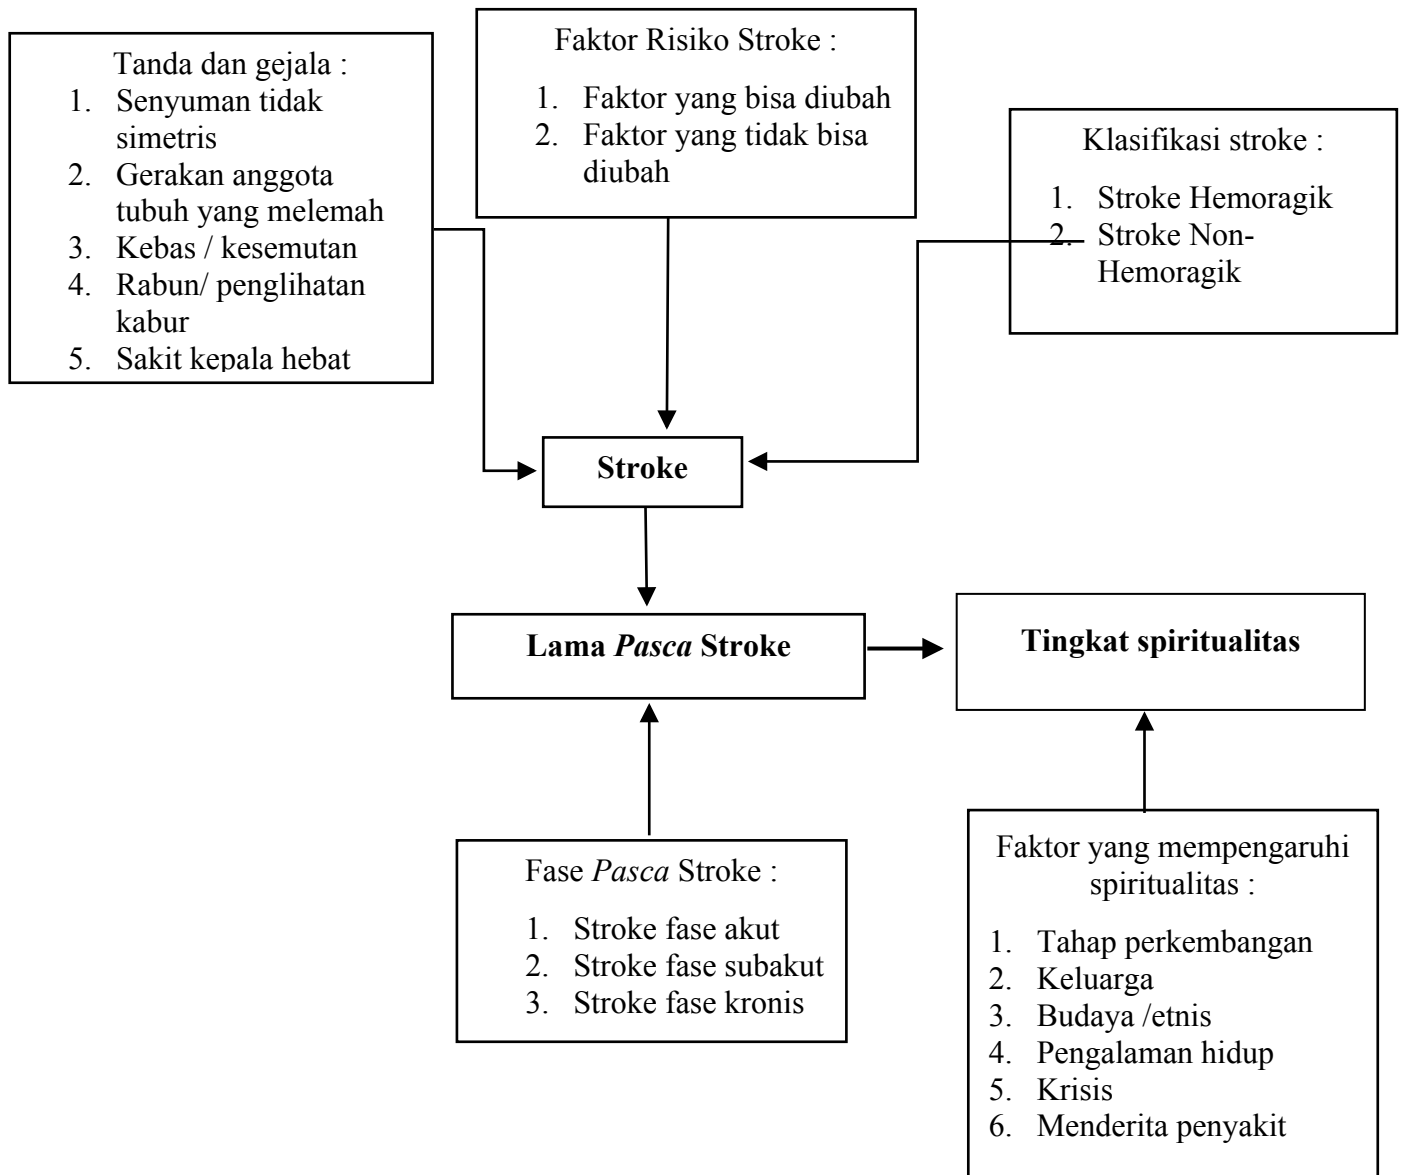 Tanda dan gejala :
1. Senyuman tidak
simetris
2. Gerakan anggota
tubuh yang melemah
3. Kebas / kesemutan
4. Rabun/ penglihatan
kabur
5. Sakit kepala hebat
Faktor Risiko Stroke :
1. Faktor yang bisa diubah
2. Faktor yang tidak bisa
diubah
Klasifikasi stroke :
1. Stroke Hemoragik
2. Stroke Non-
Hemoragik
Stroke
Lama Pasca Stroke
Tingkat spiritualitas
Fase Pasca Stroke :
1. Stroke fase akut
2. Stroke fase subakut
3. Stroke fase kronis
Faktor yang mempengaruhi
spiritualitas :
1. Tahap perkembangan
2. Keluarga
3. Budaya /etnis
4. Pengalaman hidup
5. Krisis
6. Menderita penyakit